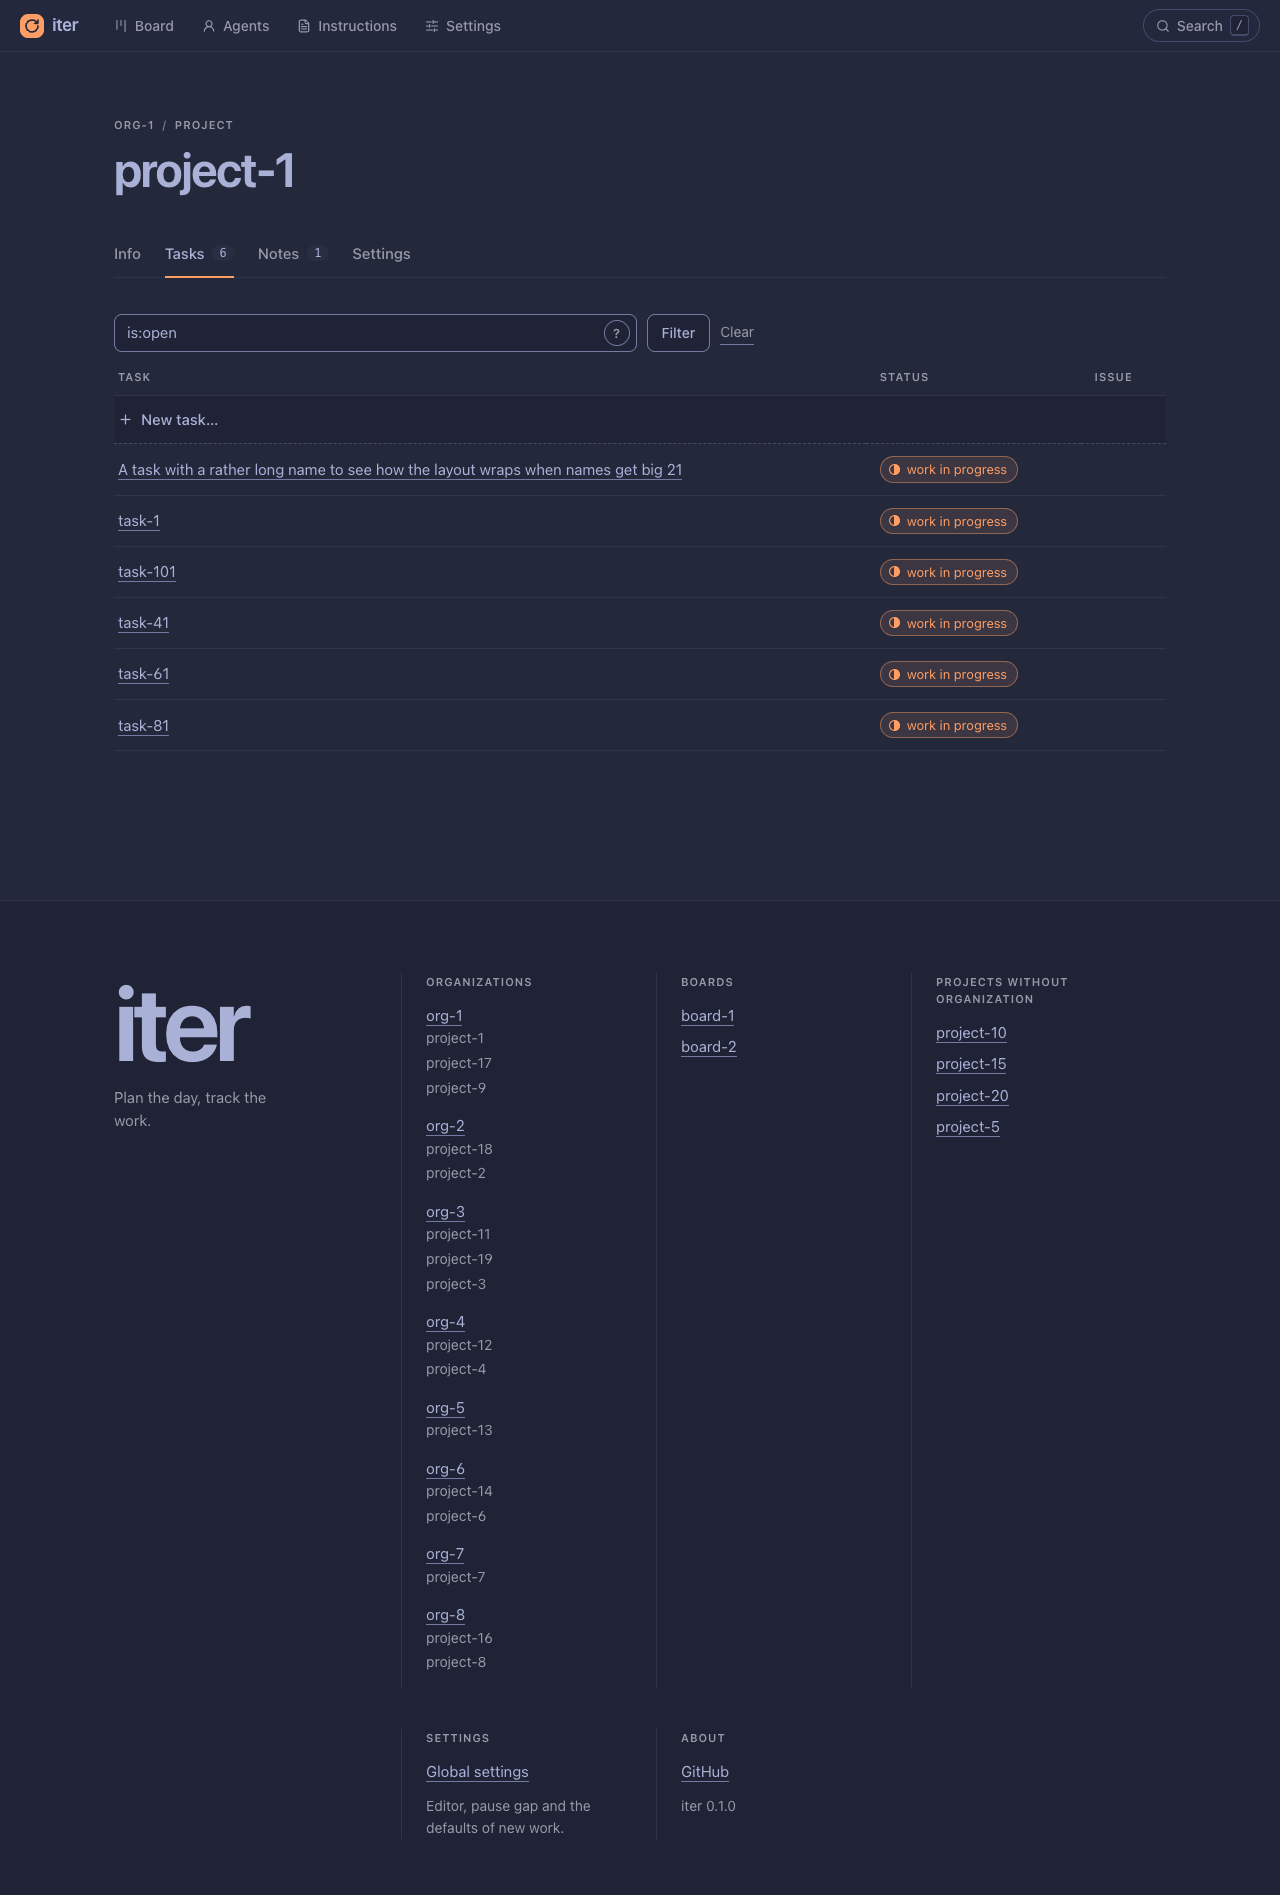 iter
Board
Agents
Instructions
Settings
Search /
ORG-1 / PROJECT
project-1
Info
Tasks 6
Notes 1
Settings
is:open
?
Filter
Clear
TASK STATUS ISSUE
+ New task...
A task with a rather long name to see how the layout wraps when names get big 21 work in progress
task-1 work in progress
task-101 work in progress
task-41 work in progress
task-61 work in progress
task-81 work in progress
iter
Plan the day, track the
work.
ORGANIZATIONS
org-1
project-1
project-17
project-9
org-2
project-18
project-2
org-3
project-11
project-19
project-3
org-4
project-12
project-4
org-5
project-13
org-6
project-14
project-6
org-7
project-7
org-8
project-16
project-8
BOARDS
board-1
board-2
PROJECTS WITHOUT
ORGANIZATION
project-10
project-15
project-20
project-5
SETTINGS
Global settings
Editor, pause gap and the
defaults of new work.
ABOUT
GitHub
iter 0.1.0